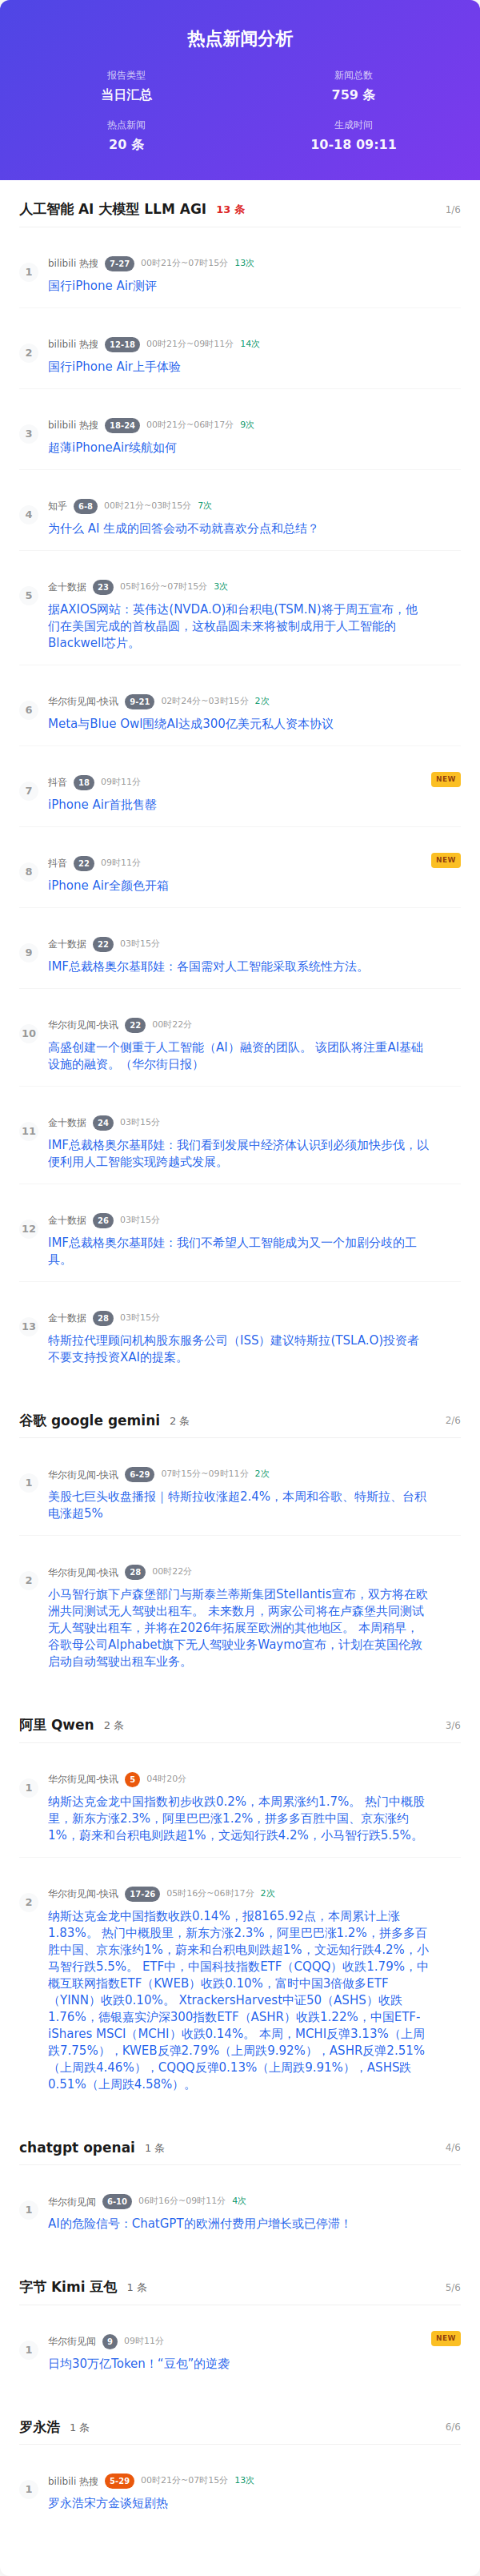 热点新闻分析
报告类型
当日汇总
新闻总数
759 条
热点新闻
20 条
生成时间
10-18 09:11
人工智能 AI 大模型 LLM AGI 13 条 1/6
1
bilibili 热搜 7-27 00时21分~07时15分 13次
国行iPhone Air测评
2
bilibili 热搜 12-18 00时21分~09时11分 14次
国行iPhone Air上手体验
3
bilibili 热搜 18-24 00时21分~06时17分 9次
超薄iPhoneAir续航如何
4
知乎 6-8 00时21分~03时15分 7次
为什么 AI 生成的回答会动不动就喜欢分点和总结？
5
金十数据 23 05时16分~07时15分 3次
据AXIOS网站：英伟达(NVDA.O)和台积电(TSM.N)将于周五宣布，他
们在美国完成的首枚晶圆，这枚晶圆未来将被制成用于人工智能的
Blackwell芯片。
6
华尔街见闻-快讯 9-21 02时24分~03时15分 2次
Meta与Blue Owl围绕AI达成300亿美元私人资本协议
7
抖音 18 09时11分 NEW
iPhone Air首批售罄
8
抖音 22 09时11分 NEW
iPhone Air全颜色开箱
9
金十数据 22 03时15分
IMF总裁格奥尔基耶娃：各国需对人工智能采取系统性方法。
10
华尔街见闻-快讯 22 00时22分
高盛创建一个侧重于人工智能（AI）融资的团队。 该团队将注重AI基础
设施的融资。（华尔街日报）
11
金十数据 24 03时15分
IMF总裁格奥尔基耶娃：我们看到发展中经济体认识到必须加快步伐，以
便利用人工智能实现跨越式发展。
12
金十数据 26 03时15分
IMF总裁格奥尔基耶娃：我们不希望人工智能成为又一个加剧分歧的工
具。
13
金十数据 28 03时15分
特斯拉代理顾问机构股东服务公司（ISS）建议特斯拉(TSLA.O)投资者
不要支持投资XAI的提案。
谷歌 google gemini 2 条 2/6
1
华尔街见闻-快讯 6-29 07时15分~09时11分 2次
美股七巨头收盘播报｜特斯拉收涨超2.4%，本周和谷歌、特斯拉、台积
电涨超5%
2
华尔街见闻-快讯 28 00时22分
小马智行旗下卢森堡部门与斯泰兰蒂斯集团Stellantis宣布，双方将在欧
洲共同测试无人驾驶出租车。 未来数月，两家公司将在卢森堡共同测试
无人驾驶出租车，并将在2026年拓展至欧洲的其他地区。 本周稍早，
谷歌母公司Alphabet旗下无人驾驶业务Waymo宣布，计划在英国伦敦
启动自动驾驶出租车业务。
阿里 Qwen 2 条 3/6
1
华尔街见闻-快讯 5 04时20分
纳斯达克金龙中国指数初步收跌0.2%，本周累涨约1.7%。 热门中概股
里，新东方涨2.3%，阿里巴巴涨1.2%，拼多多百胜中国、京东涨约
1%，蔚来和台积电则跌超1%，文远知行跌4.2%，小马智行跌5.5%。
2
华尔街见闻-快讯 17-26 05时16分~06时17分 2次
纳斯达克金龙中国指数收跌0.14%，报8165.92点，本周累计上涨
1.83%。 热门中概股里，新东方涨2.3%，阿里巴巴涨1.2%，拼多多百
胜中国、京东涨约1%，蔚来和台积电则跌超1%，文远知行跌4.2%，小
马智行跌5.5%。 ETF中，中国科技指数ETF（CQQQ）收跌1.79%，中
概互联网指数ETF（KWEB）收跌0.10%，富时中国3倍做多ETF
（YINN）收跌0.10%。 XtrackersHarvest中证50（ASHS）收跌
1.76%，德银嘉实沪深300指数ETF（ASHR）收跌1.22%，中国ETF-
iShares MSCI（MCHI）收跌0.14%。 本周，MCHI反弹3.13%（上周
跌7.75%），KWEB反弹2.79%（上周跌9.92%），ASHR反弹2.51%
（上周跌4.46%），CQQQ反弹0.13%（上周跌9.91%），ASHS跌
0.51%（上周跌4.58%）。
chatgpt openai 1 条 4/6
1
华尔街见闻 6-10 06时16分~09时11分 4次
AI的危险信号：ChatGPT的欧洲付费用户增长或已停滞！
字节 Kimi 豆包 1 条 5/6
1
华尔街见闻 9 09时11分 NEW
日均30万亿Token！“豆包”的逆袭
罗永浩 1 条 6/6
1
bilibili 热搜 5-29 00时21分~07时15分 13次
罗永浩宋方金谈短剧热